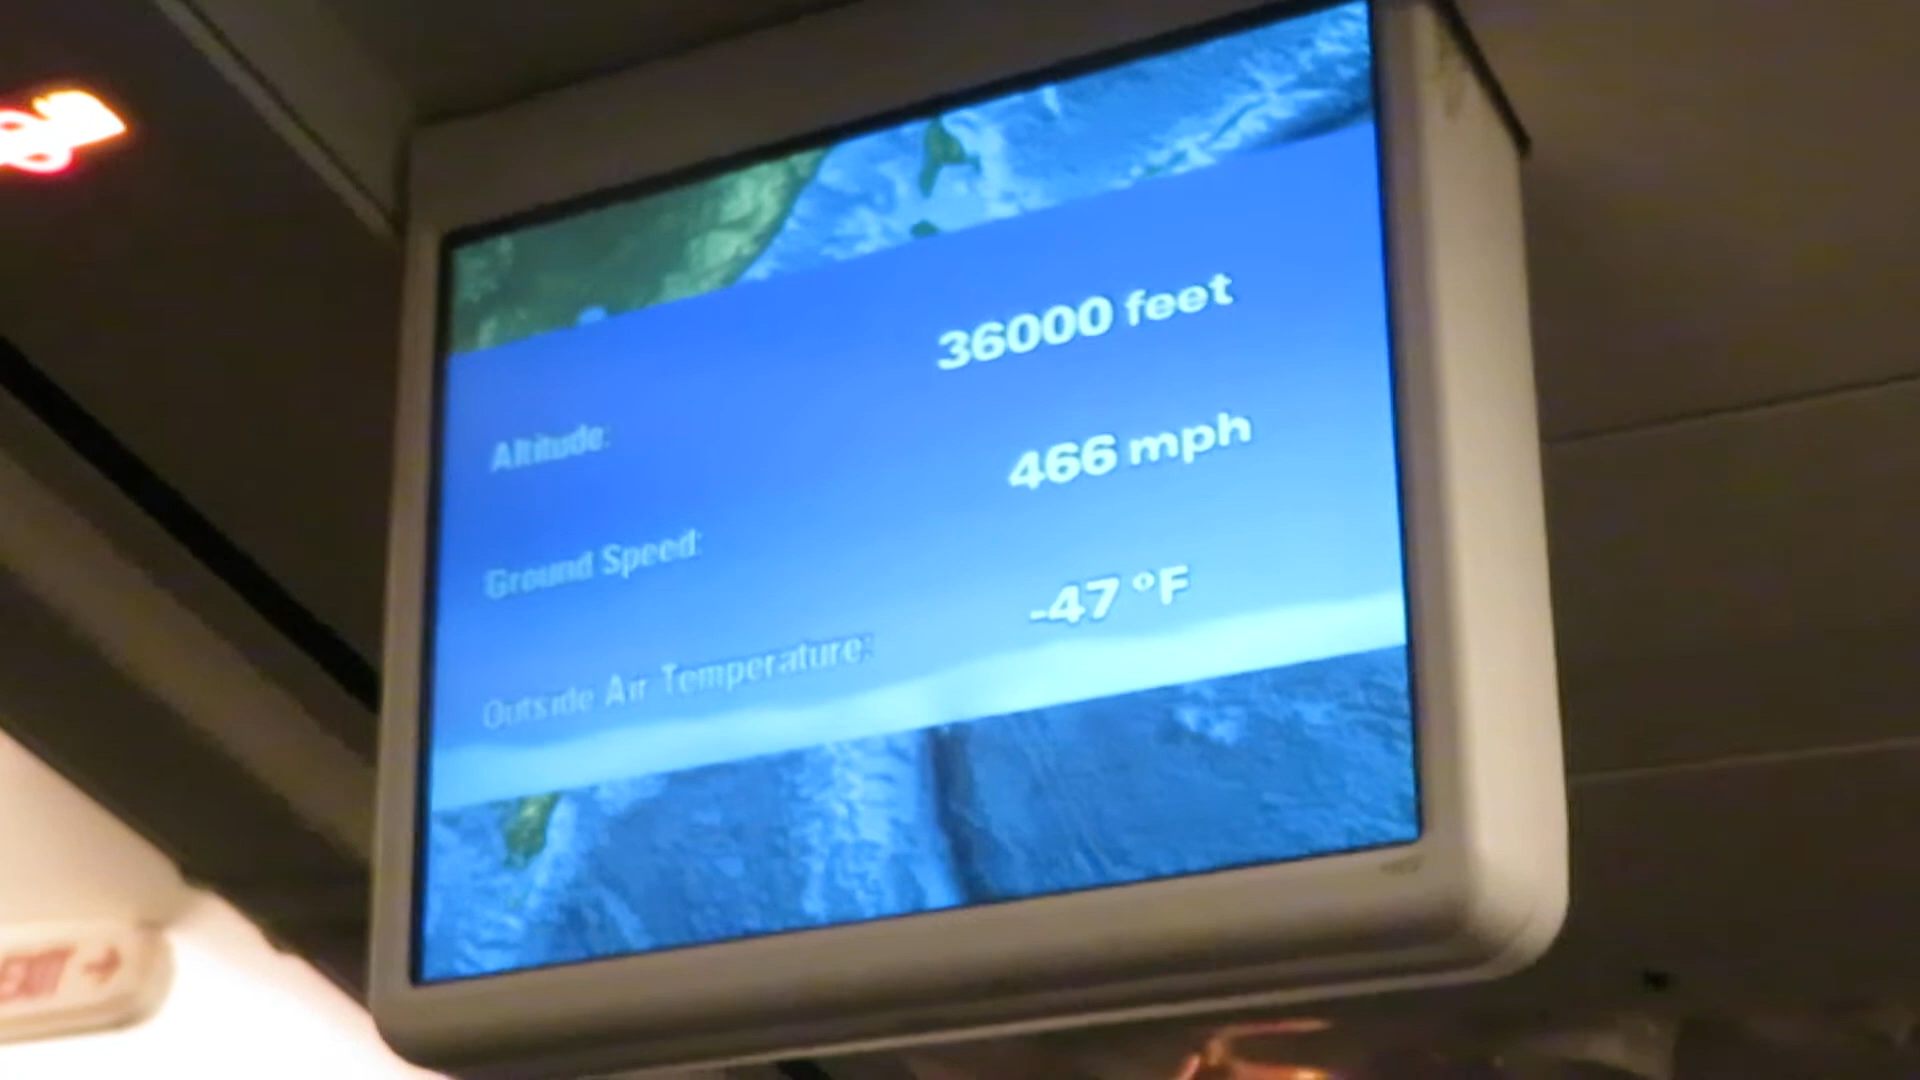 Altitude: 36000 feet
Ground Speed: 466 mph
Outside Air Temperature: -47 °F